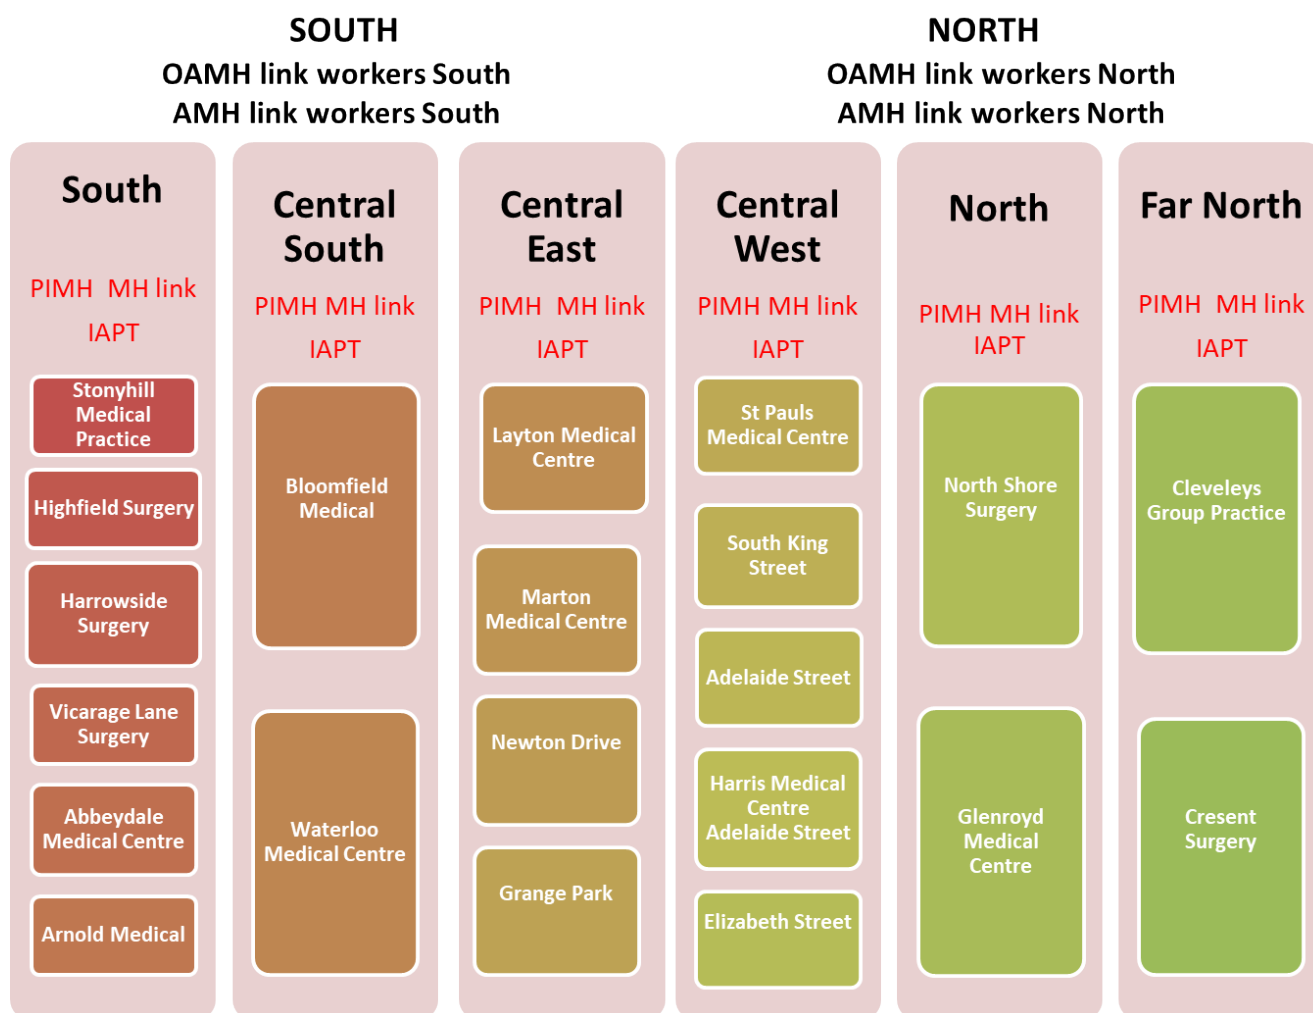 SOUTH
OAMH link workers South
AMH link workers South
NORTH
OAMH link workers North
AMH link workers North
South
PIMH  MH link
IAPT
Stonyhill
Medical
Practice
Highfield Surgery
Harrowside
Surgery
Vicarage Lane
Surgery
Abbeydale
Medical Centre
Arnold Medical
Central
South
PIMH MH link
IAPT
Bloomfield
Medical
Waterloo
Medical Centre
Central
East
PIMH  MH link
IAPT
Layton Medical
Centre
Marton
Medical Centre
Newton Drive
Grange Park
Central
West
PIMH MH link
IAPT
St Pauls
Medical Centre
South King
Street
Adelaide Street
Harris Medical
Centre
Adelaide Street
Elizabeth Street
North
PIMH MH link
IAPT
North Shore
Surgery
Glenroyd
Medical
Centre
Far North
PIMH  MH link
IAPT
Cleveleys
Group Practice
Cresent
Surgery